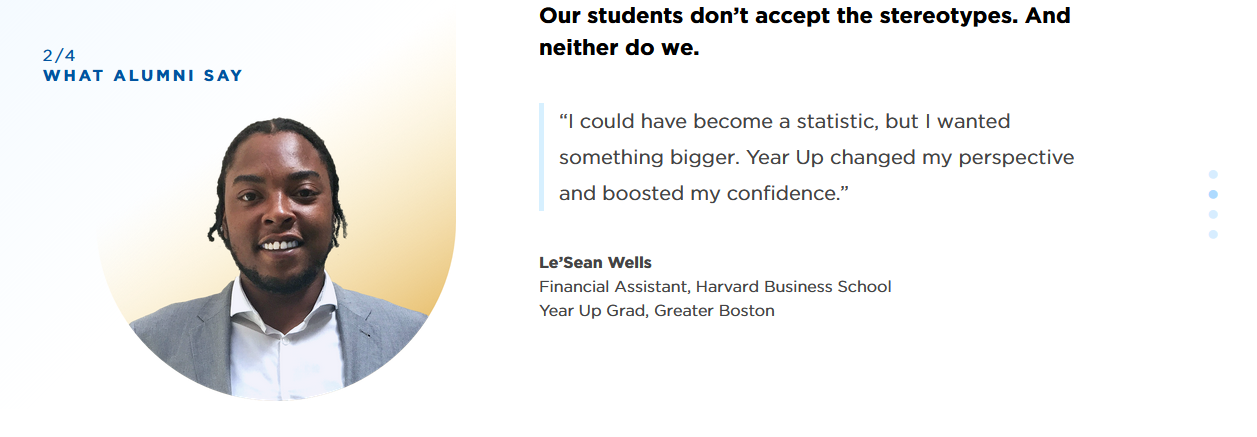 2/4
WHAT ALUMNI SAY
Our students don’t accept the stereotypes. And
neither do we.
“I could have become a statistic, but I wanted
something bigger. Year Up changed my perspective
and boosted my confidence.”
Le’Sean Wells
Financial Assistant, Harvard Business School
Year Up Grad, Greater Boston